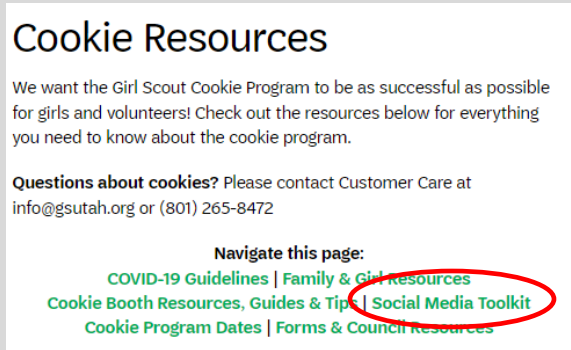 Cookie Resources
We want the Girl Scout Cookie Program to be as successful as possible
for girls and volunteers! Check out the resources below for everything
you need to know about the cookie program.
Questions about cookies? Please contact Customer Care at
info@gsutah.org or (801) 265-8472
Navigate this page:
COVID-19 Guidelines | Family & Girl Resources
Cookie Booth Resources, Guides & Tips | Social Media Toolkit
Cookie Program Dates | Forms & Council Resources